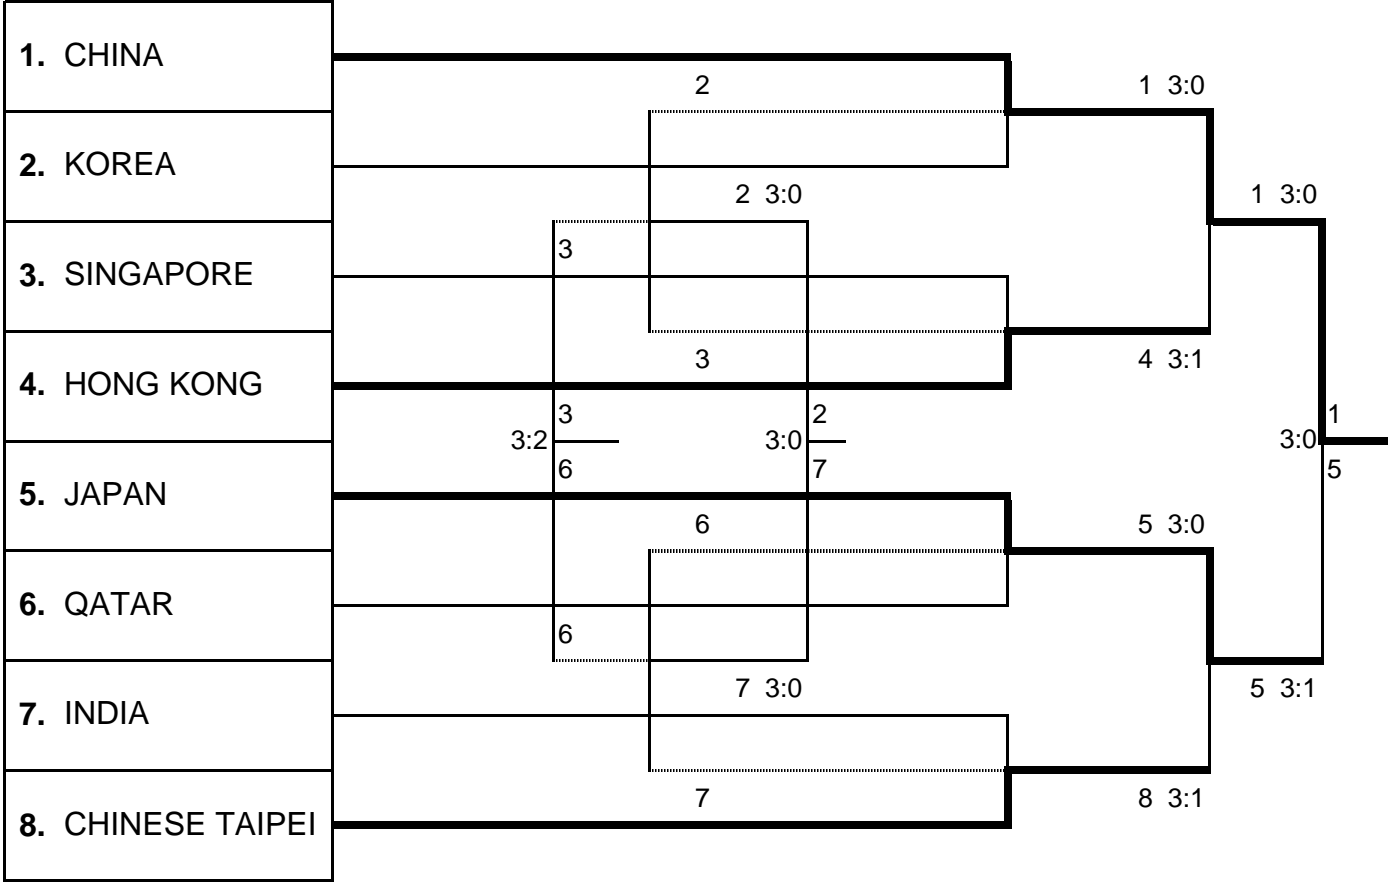 1. CHINA
2
1 3:0
2. KOREA
2 3:0
1 3:0
3
3. SINGAPORE
3
4 3:1
4. HONG KONG
3
2
1
3:2
3:0
3:0
6
7
5
5. JAPAN
6
5 3:0
6. QATAR
6
7 3:0
5 3:1
7. INDIA
7
8 3:1
8. CHINESE TAIPEI